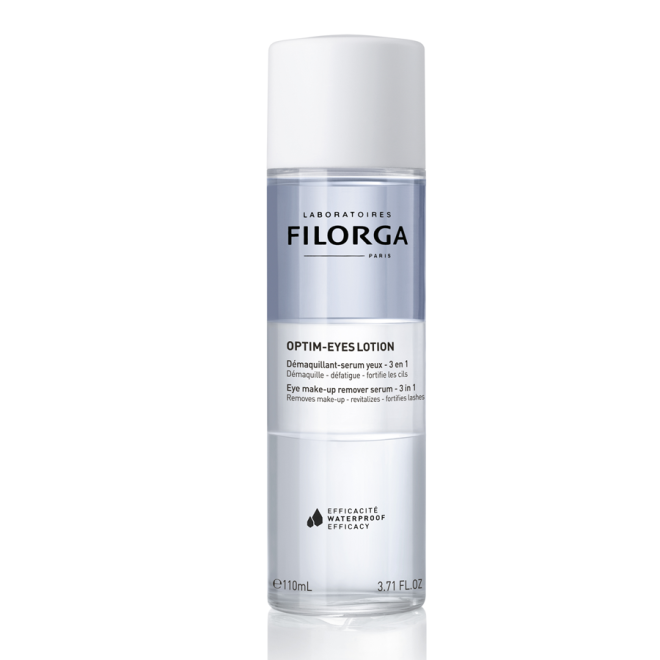 LABORATOIRES
FILORGA
PARIS
OPTIM-EYES LOTION
Démaquillant-serum yeux - 3 en 1
Démaquille - défatigue - fortifie les cils
Eye make-up remover serum - 3 in 1
Removes make-up - revitalizes - fortifies lashes
EFFICACITÉ
WATERPROOF
EFFICACY
℮110mL 3.71 FL.OZ